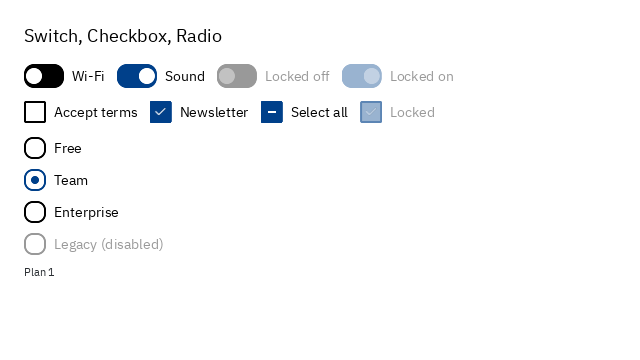 Switch, Checkbox, Radio
Wi-Fi Sound Locked off Locked on
Accept terms Newsletter Select all Locked
Free
Team
Enterprise
Legacy (disabled)
Plan 1